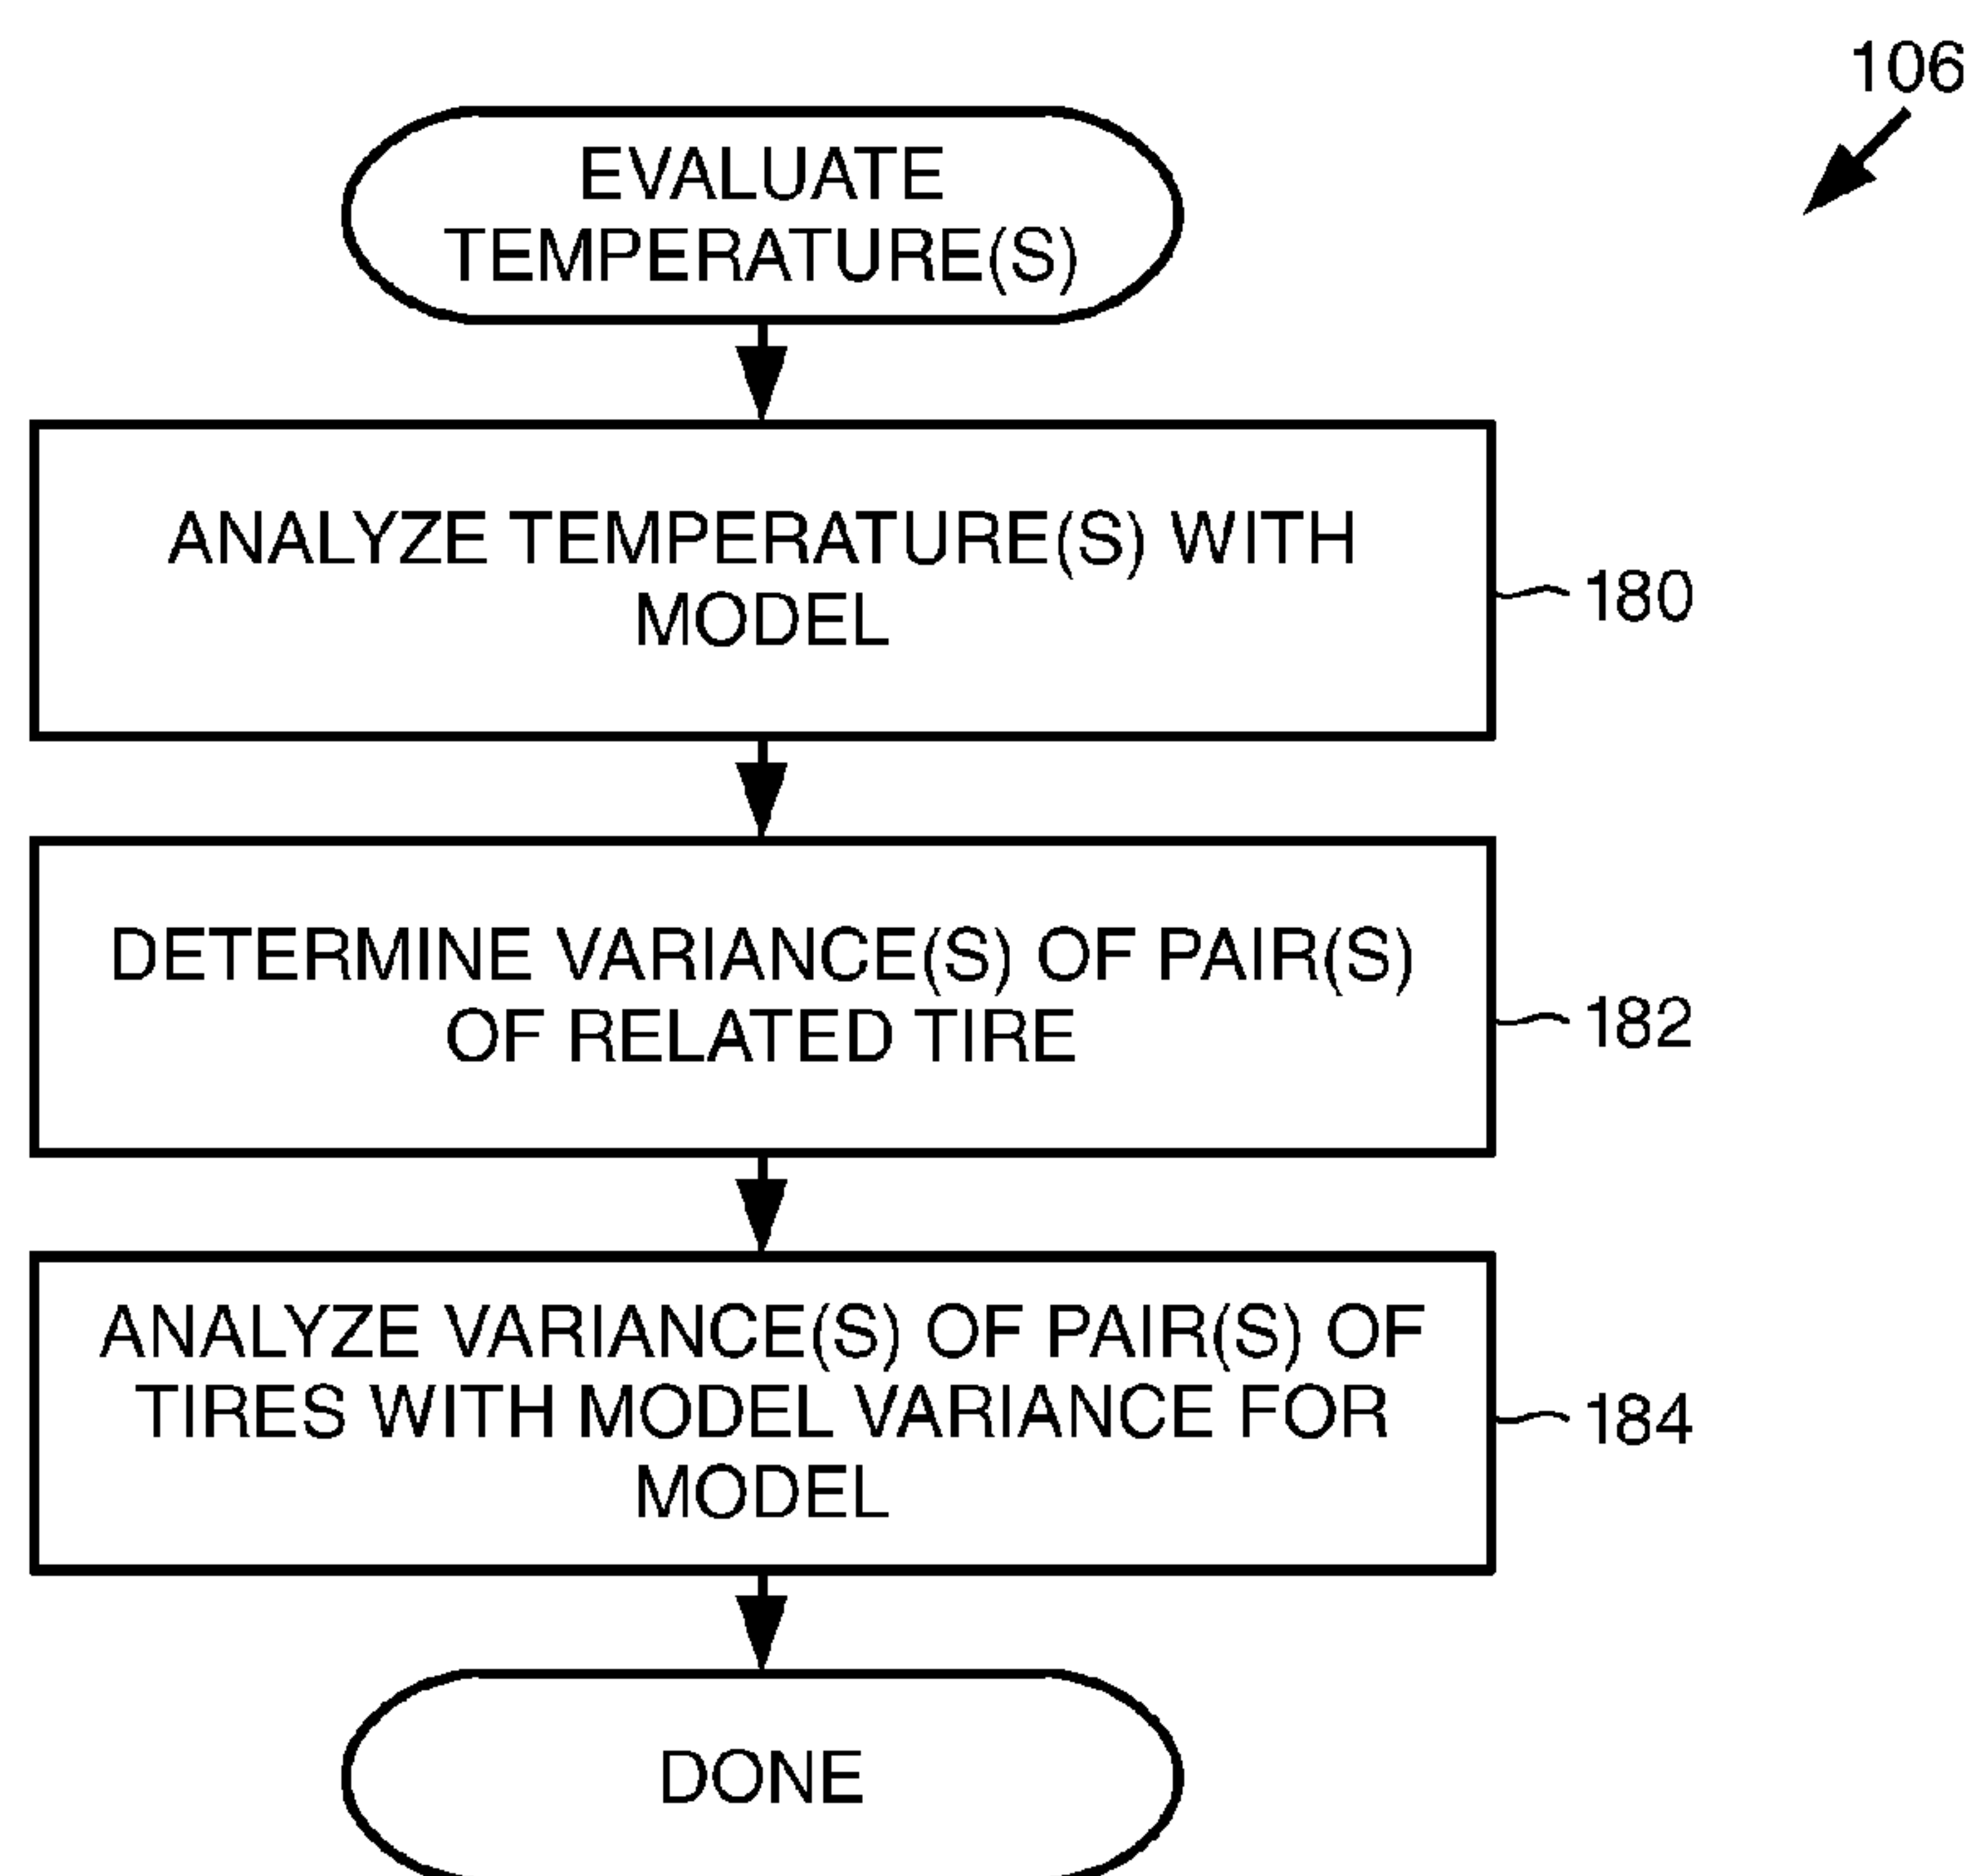 106
EVALUATE
TEMPERATURE(S)
ANALYZE TEMPERATURE(S) WITH
MODEL
180
DETERMINE VARIANCE(S) OF PAIR(S)
OF RELATED TIRE
182
ANALYZE VARIANCE(S) OF PAIR(S) OF
TIRES WITH MODEL VARIANCE FOR
MODEL
184
DONE